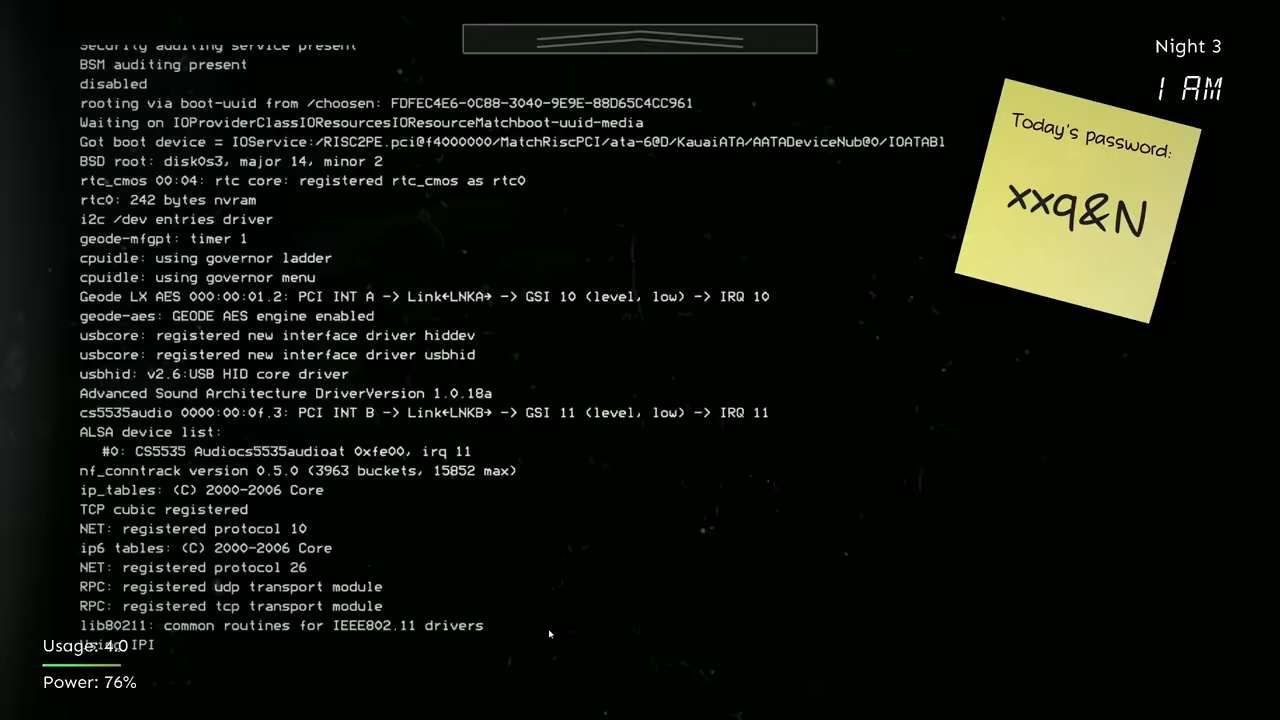 Security auditing service present
BSM auditing present
disabled
rooting via boot-uuid from /choosen: FDFEC4E6-0C88-3040-9E9E-88D65C4CC961
Waiting on IOProviderClassIOResourcesIOResourceMatchboot-uuid-media
Got boot device = IOService:/RISC2PE.pci@f4000000/MatchRiscPCI/ata-6@D/KauaiATA/AATADeviceNub@0/IOATABl
BSD root: disk0s3, major 14, minor 2
rtc_cmos 00:04: rtc core: registered rtc_cmos as rtc0
rtc0: 242 bytes nvram
i2c /dev entries driver
geode-mfgpt: timer 1
cpuidle: using governor ladder
cpuidle: using governor menu
Geode LX AES 000:00:01.2: PCI INT A -> Link←LNKA→ -> GSI 10 (level, low) -> IRQ 10
geode-aes: GEODE AES engine enabled
usbcore: registered new interface driver hiddev
usbcore: registered new interface driver usbhid
usbhid: v2.6:USB HID core driver
Advanced Sound Architecture DriverVersion 1.0.18a
cs5535audio 0000:00:0f.3: PCI INT B -> Link←LNKB→ -> GSI 11 (level, low) -> IRQ 11
ALSA device list:
#0: CS5535 Audiocs5535audioat 0xfe00, irq 11
nf_conntrack version 0.5.0 (3963 buckets, 15852 max)
ip_tables: (C) 2000-2006 Core
TCP cubic registered
NET: registered protocol 10
ip6 tables: (C) 2000-2006 Core
NET: registered protocol 26
RPC: registered udp transport module
RPC: registered tcp transport module
lib80211: common routines for IEEE802.11 drivers
Using IPI
Usage: 4.0
Power: 76%
Night 3
1 AM
Today's password:
xxq&N